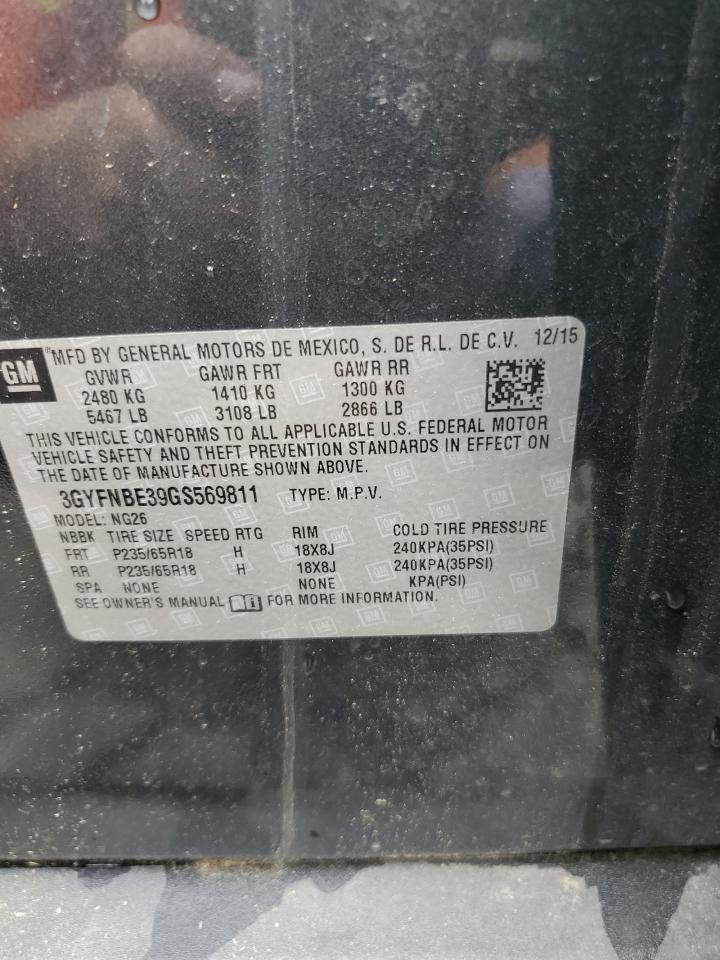 GM ®MFD BY GENERAL MOTORS DE MEXICO, S. DE R.L. DE C.V. 12/15
GVWR GAWR FRT GAWR RR
2480 KG 1410 KG 1300 KG
5467 LB 3108 LB 2866 LB
THIS VEHICLE CONFORMS TO ALL APPLICABLE U.S. FEDERAL MOTOR
VEHICLE SAFETY AND THEFT PREVENTION STANDARDS IN EFFECT ON
THE DATE OF MANUFACTURE SHOWN ABOVE.
3GYFNBE39GS569811 TYPE: M.P.V.
MODEL: NG26
NBBK TIRE SIZE SPEED RTG RIM COLD TIRE PRESSURE
FRT P235/65R18 H 18X8J 240KPA(35PSI)
RR P235/65R18 H 18X8J 240KPA(35PSI)
SPA NONE NONE KPA(PSI)
SEE OWNER'S MANUAL FOR MORE INFORMATION.